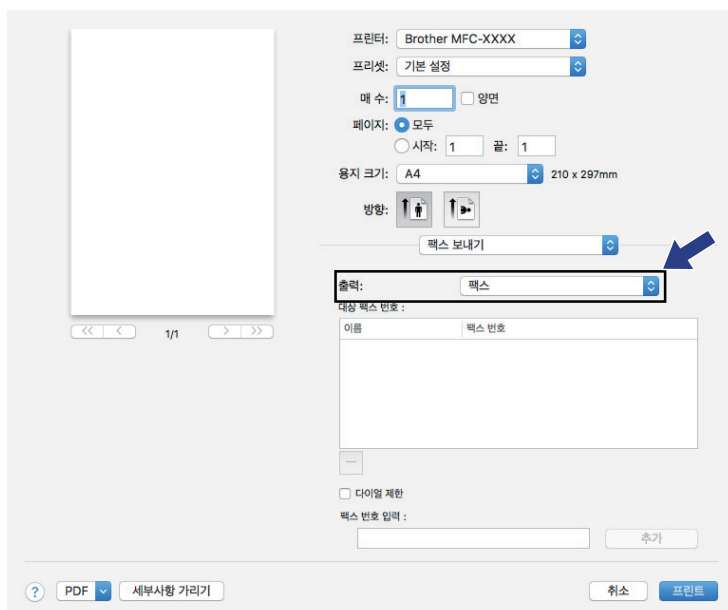 프린터: Brother MFC-XXXX
프리셋: 기본 설정
매 수: 1 양면
페이지: 모두
시작: 1 끝: 1
용지 크기: A4 210 x 297mm
방향:
팩스 보내기
출력: 팩스
대상 팩스 번호 :
이름 팩스 번호
1/1
다이얼 제한
팩스 번호 입력 :
추가
? PDF 세부사항 가리기 취소 프린트